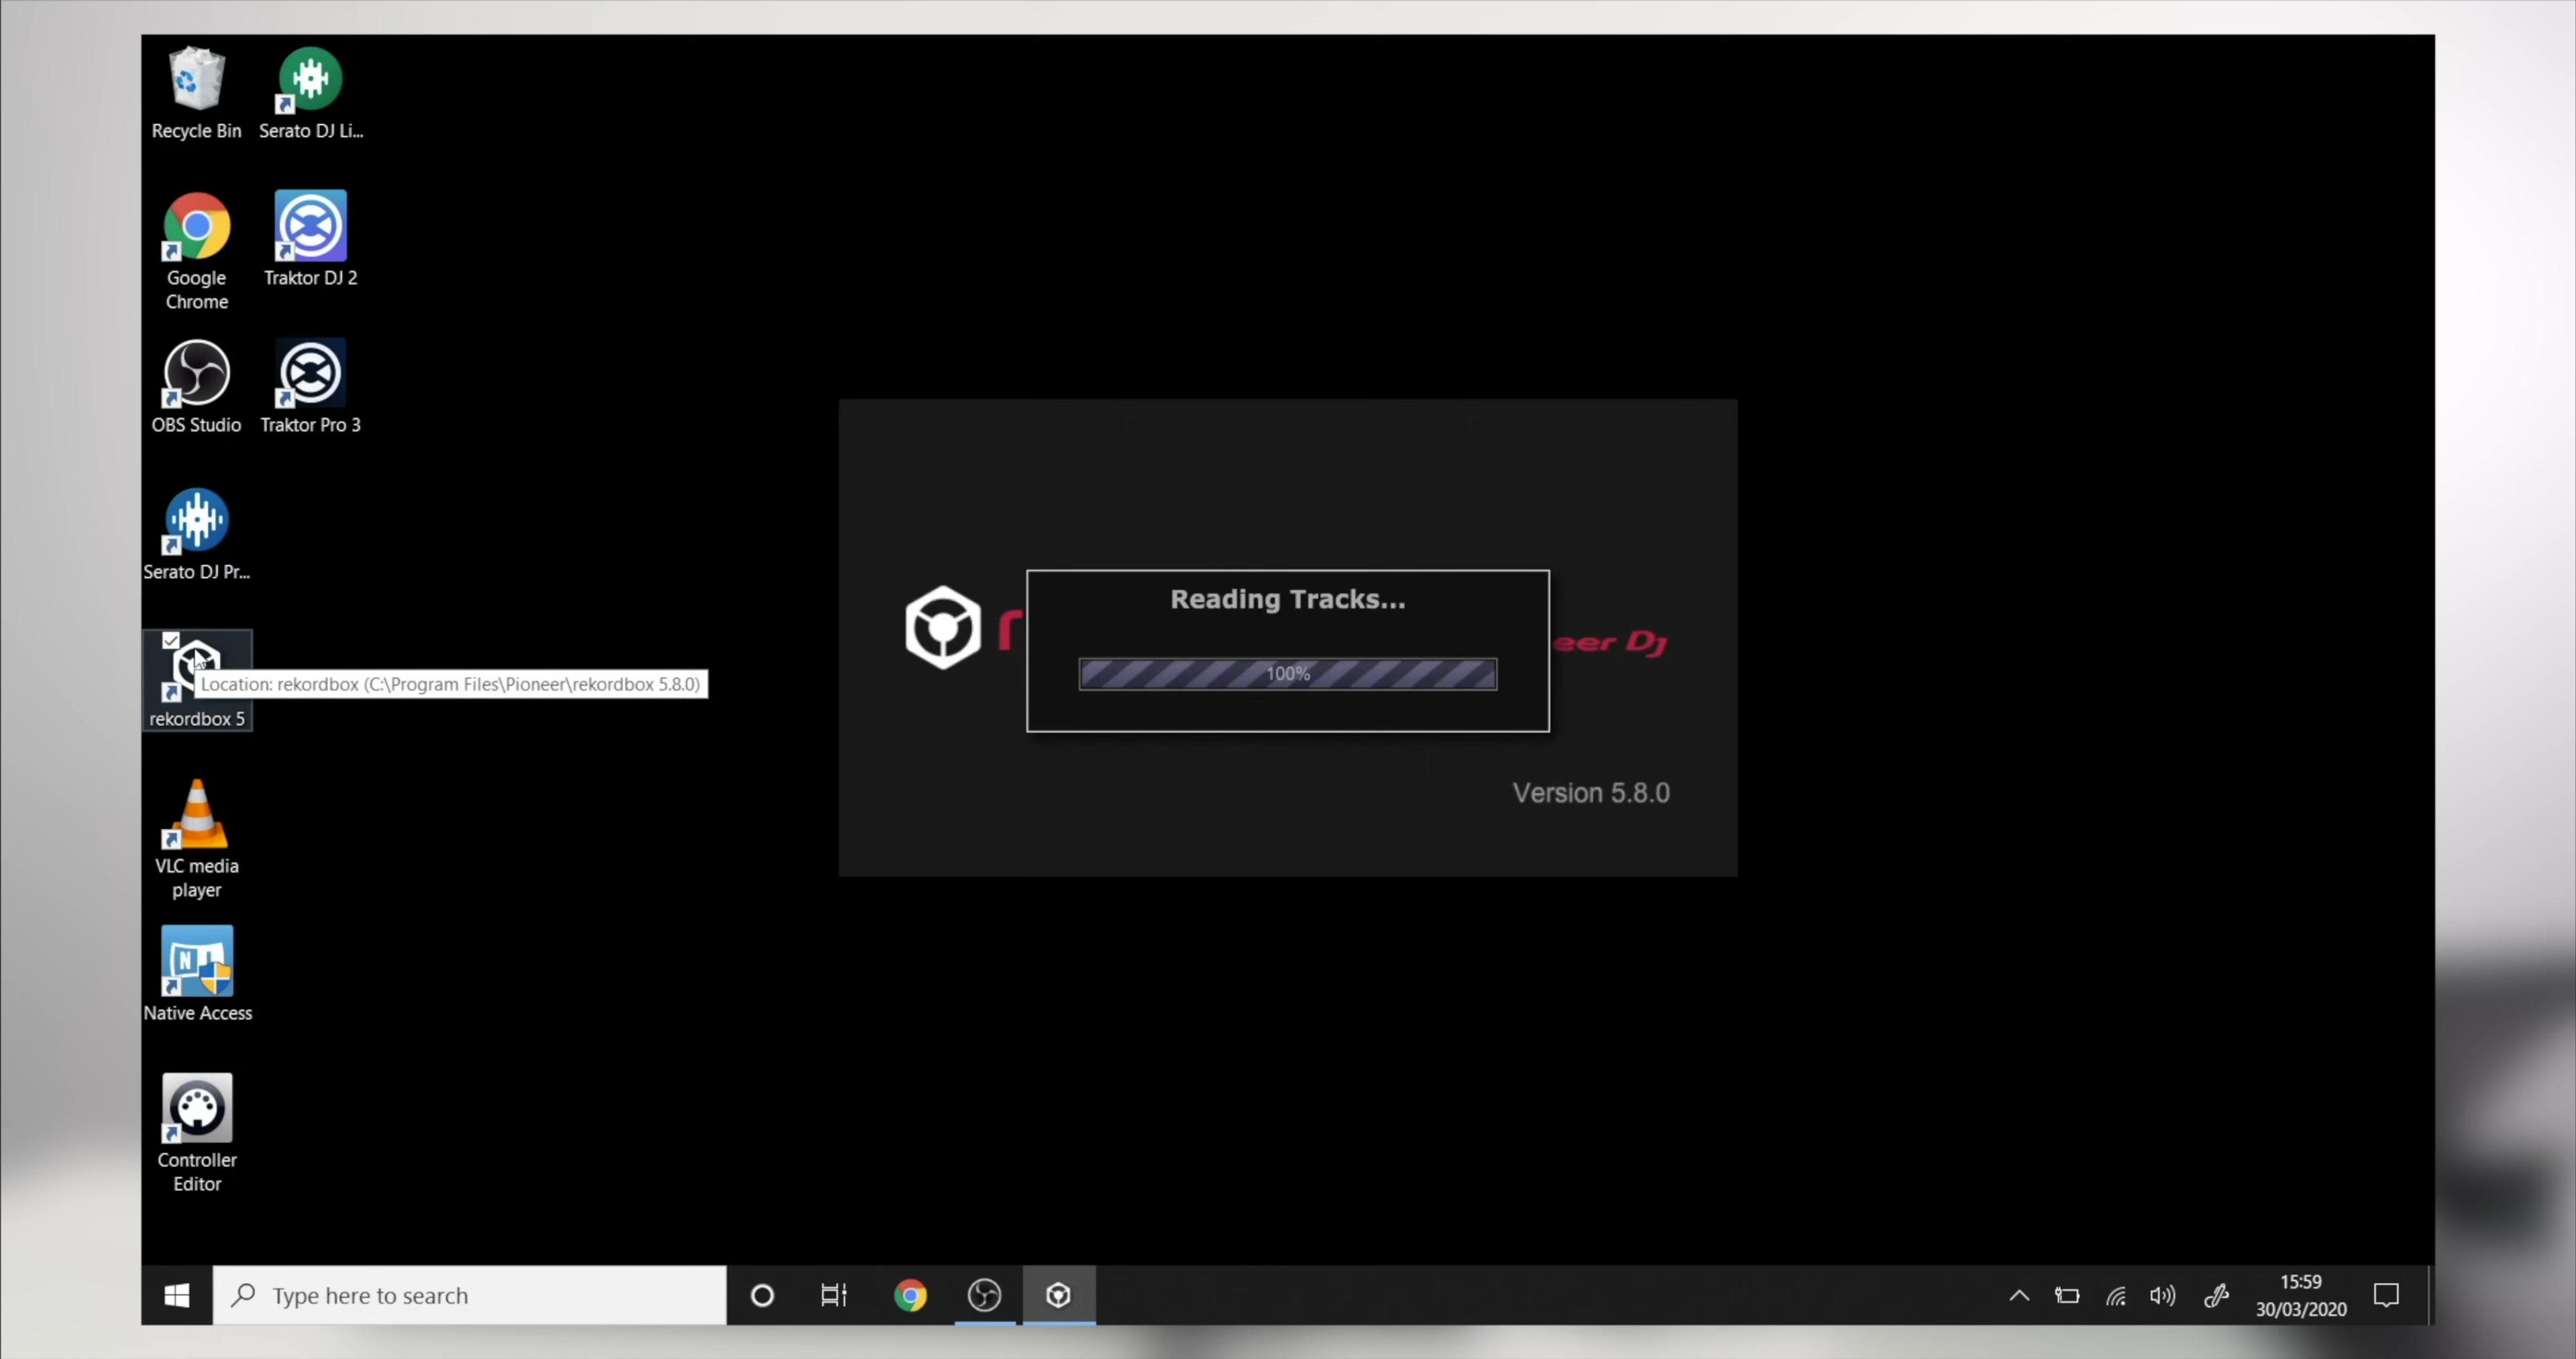 Recycle Bin
Serato DJ Li...
Google
Chrome
Traktor DJ 2
OBS Studio
Traktor Pro 3
Serato DJ Pr...
Location: rekordbox (C:\Program Files\Pioneer\rekordbox 5.8.0)
rekordbox 5
VLC media
player
Native Access
Controller
Editor
Reading Tracks...
100%
r
eer Dj
Version 5.8.0
Type here to search
15:59
30/03/2020